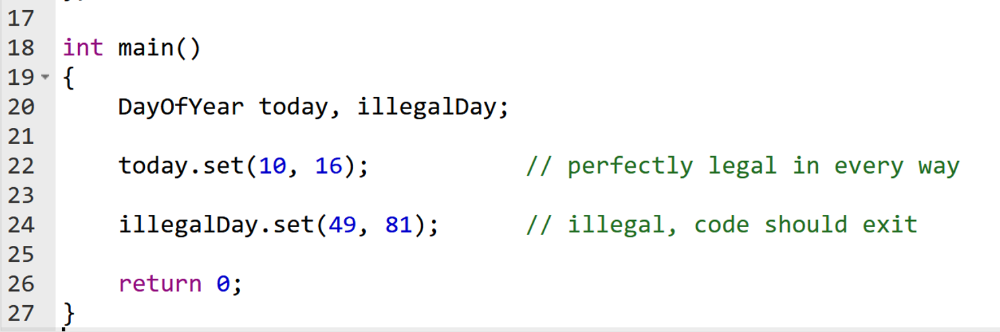 17
18 int main()
19 {
20 DayOfYear today, illegalDay;
21
22 today.set(10, 16); // perfectly legal in every way
23
24 illegalDay.set(49, 81); // illegal, code should exit
25
26 return 0;
27 }